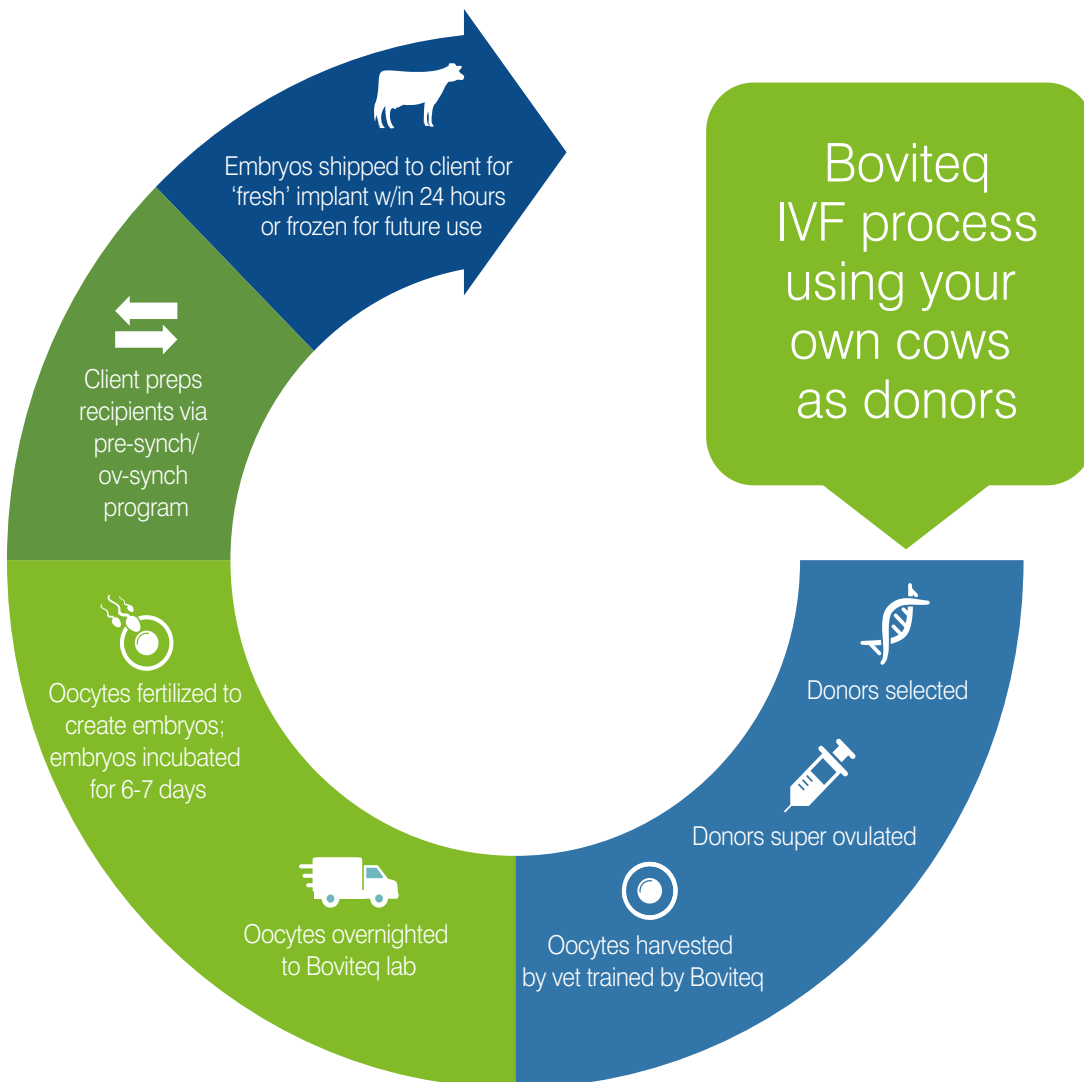 Boviteq
IVF process
using your
own cows
as donors
Donors selected
Donors super ovulated
Oocytes harvested
by vet trained by Boviteq
Oocytes overnighted
to Boviteq lab
Oocytes fertilized to
create embryos;
embryos incubated
for 6-7 days
Client preps
recipients via
pre-synch/
ov-synch
program
Embryos shipped to client for
‘fresh’ implant w/in 24 hours
or frozen for future use